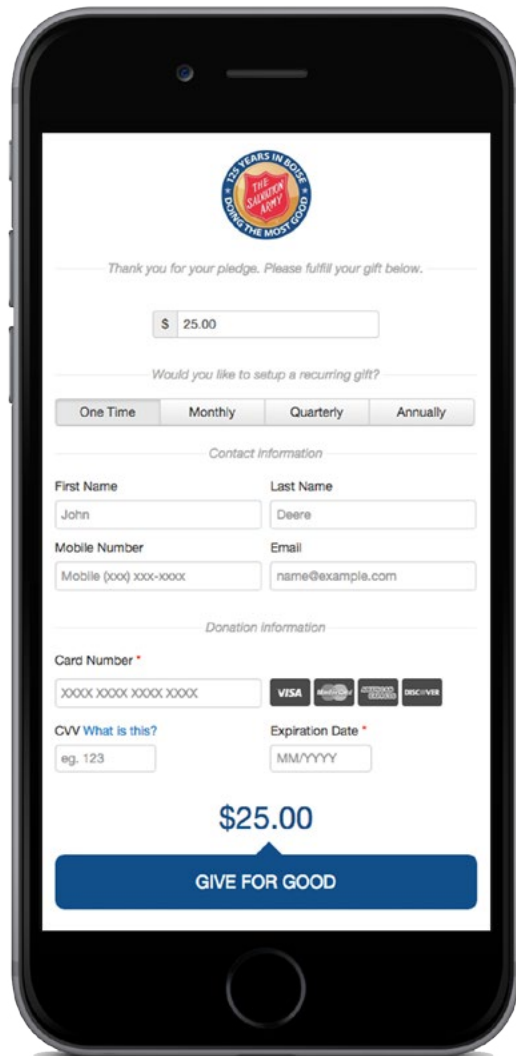 125 YEARS IN BOISE
THE
SALVATION
ARMY
DOING THE MOST GOOD
Thank you for your pledge. Please fulfill your gift below.
$ 25.00
Would you like to setup a recurring gift?
One Time Monthly Quarterly Annually
Contact Information
First Name Last Name
John Deere
Mobile Number Email
Mobile (xxx) xxx-xxxx name@example.com
Donation Information
Card Number *
XXXX XXXX XXXX XXXX VISA MasterCard AMERICAN EXPRESS DISCOVER
CVV What is this? Expiration Date *
eg. 123 MM/YYYY
$25.00
GIVE FOR GOOD